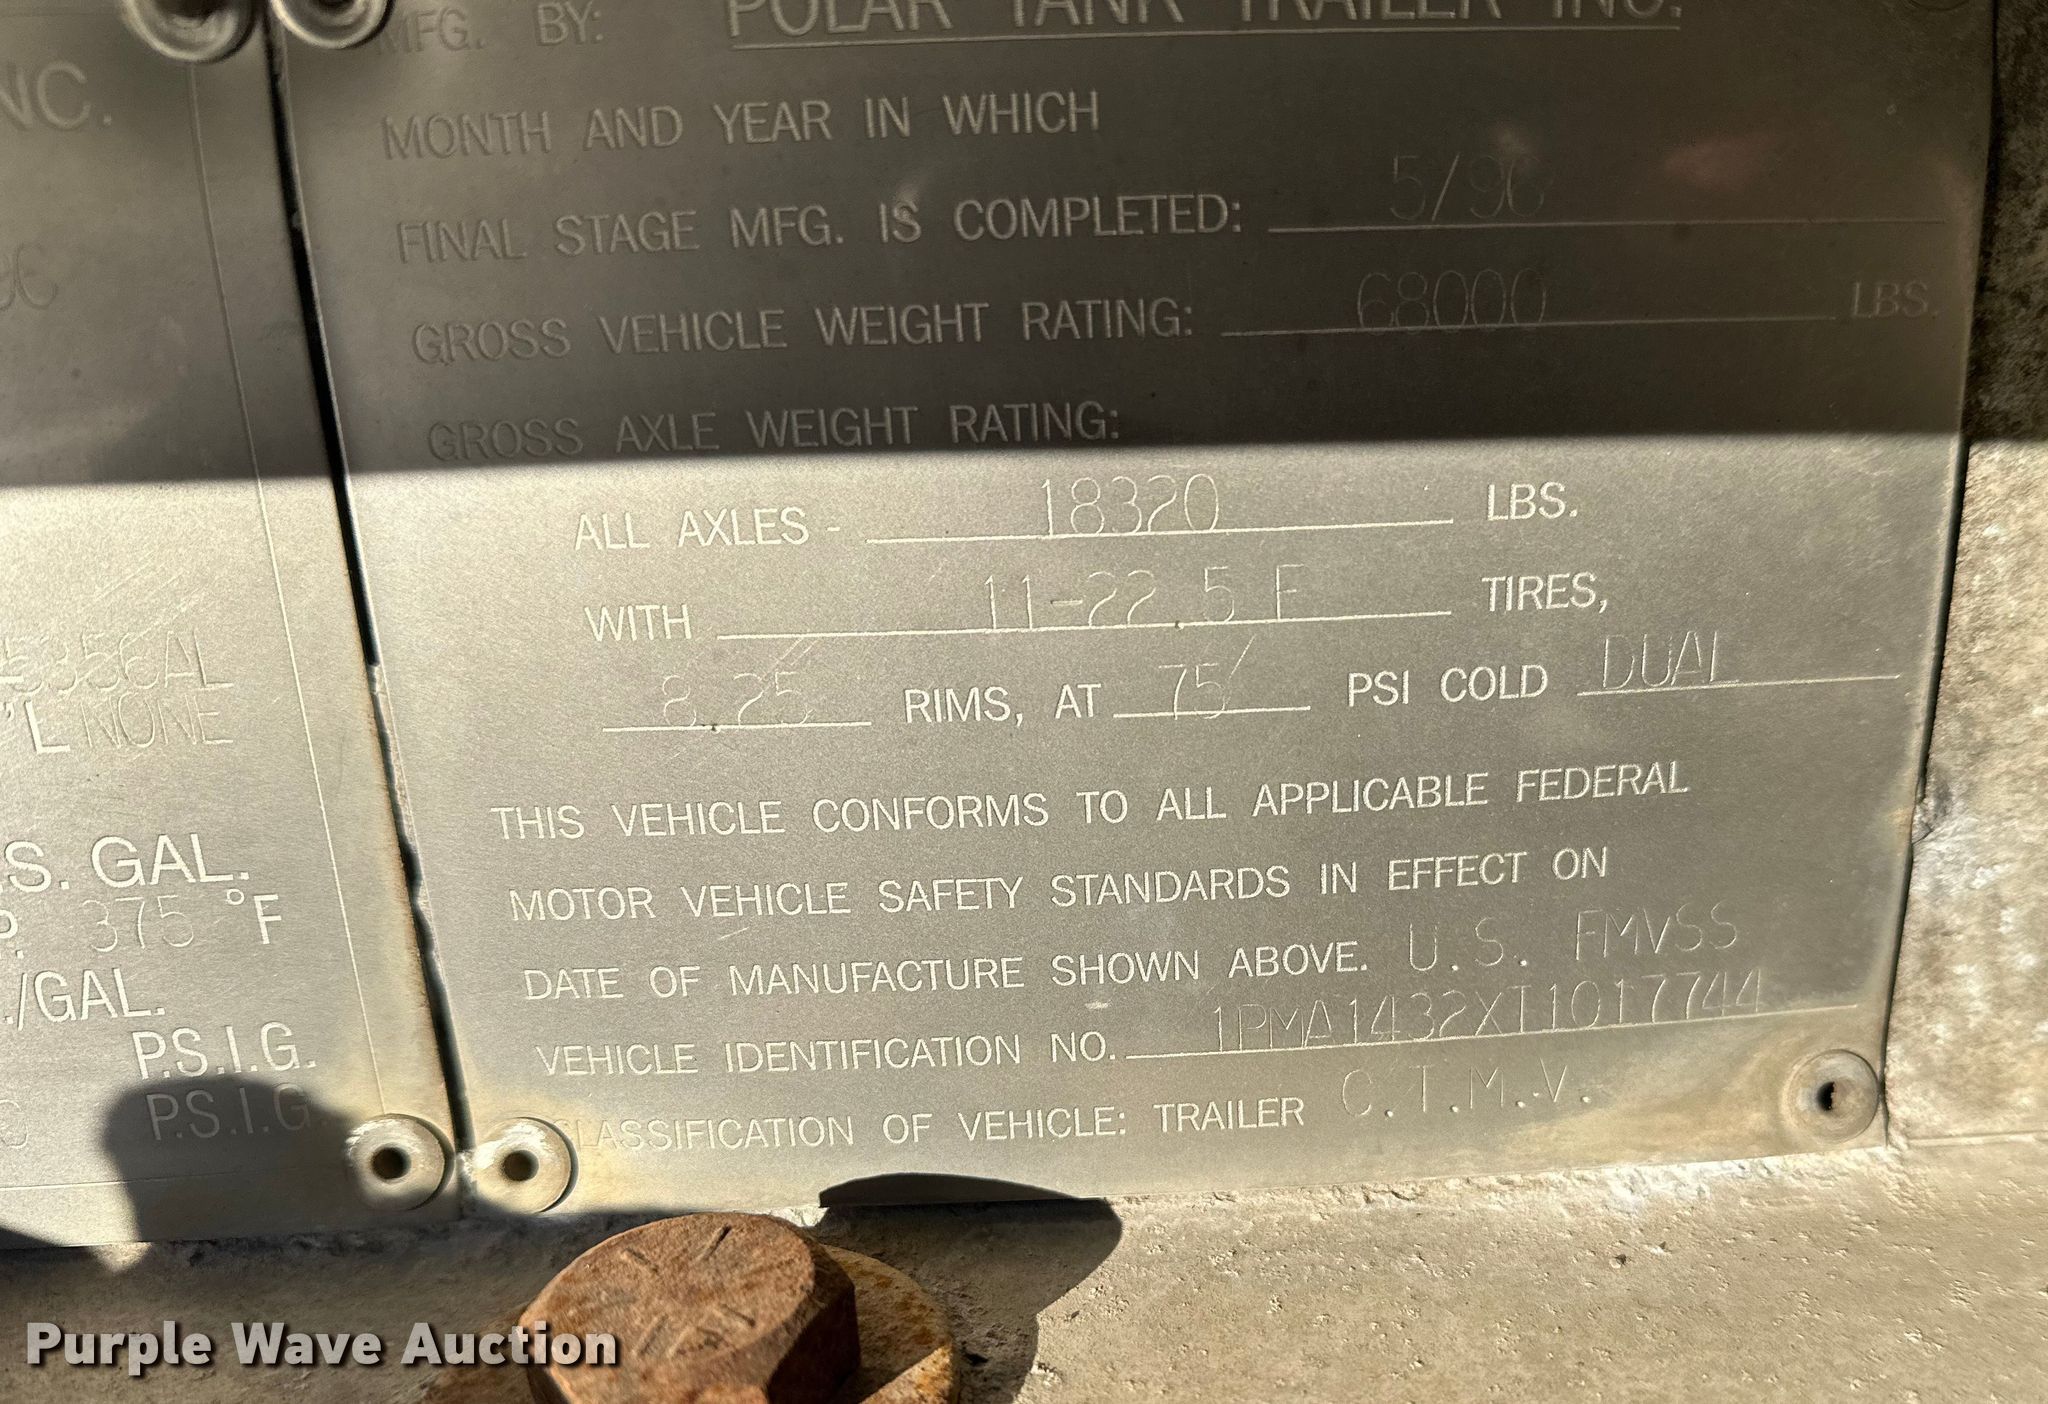 NC.
96
5356AL
'L NONE
.S. GAL.
P. 375 °F
./GAL.
P.S.I.G.
P.S.I.G.
MFG. BY: POLAR TANK TRAILER INC.
MONTH AND YEAR IN WHICH
FINAL STAGE MFG. IS COMPLETED: 5/96
GROSS VEHICLE WEIGHT RATING: 68000 LBS.
GROSS AXLE WEIGHT RATING:
ALL AXLES - 18320 LBS.
WITH 11-22.5 F TIRES,
8.25 RIMS, AT 75 PSI COLD DUAL
THIS VEHICLE CONFORMS TO ALL APPLICABLE FEDERAL
MOTOR VEHICLE SAFETY STANDARDS IN EFFECT ON
DATE OF MANUFACTURE SHOWN ABOVE. U.S. FMVSS
VEHICLE IDENTIFICATION NO. 1PMA1432XT1017744
CLASSIFICATION OF VEHICLE: TRAILER C.T.M.V.
Purple Wave Auction